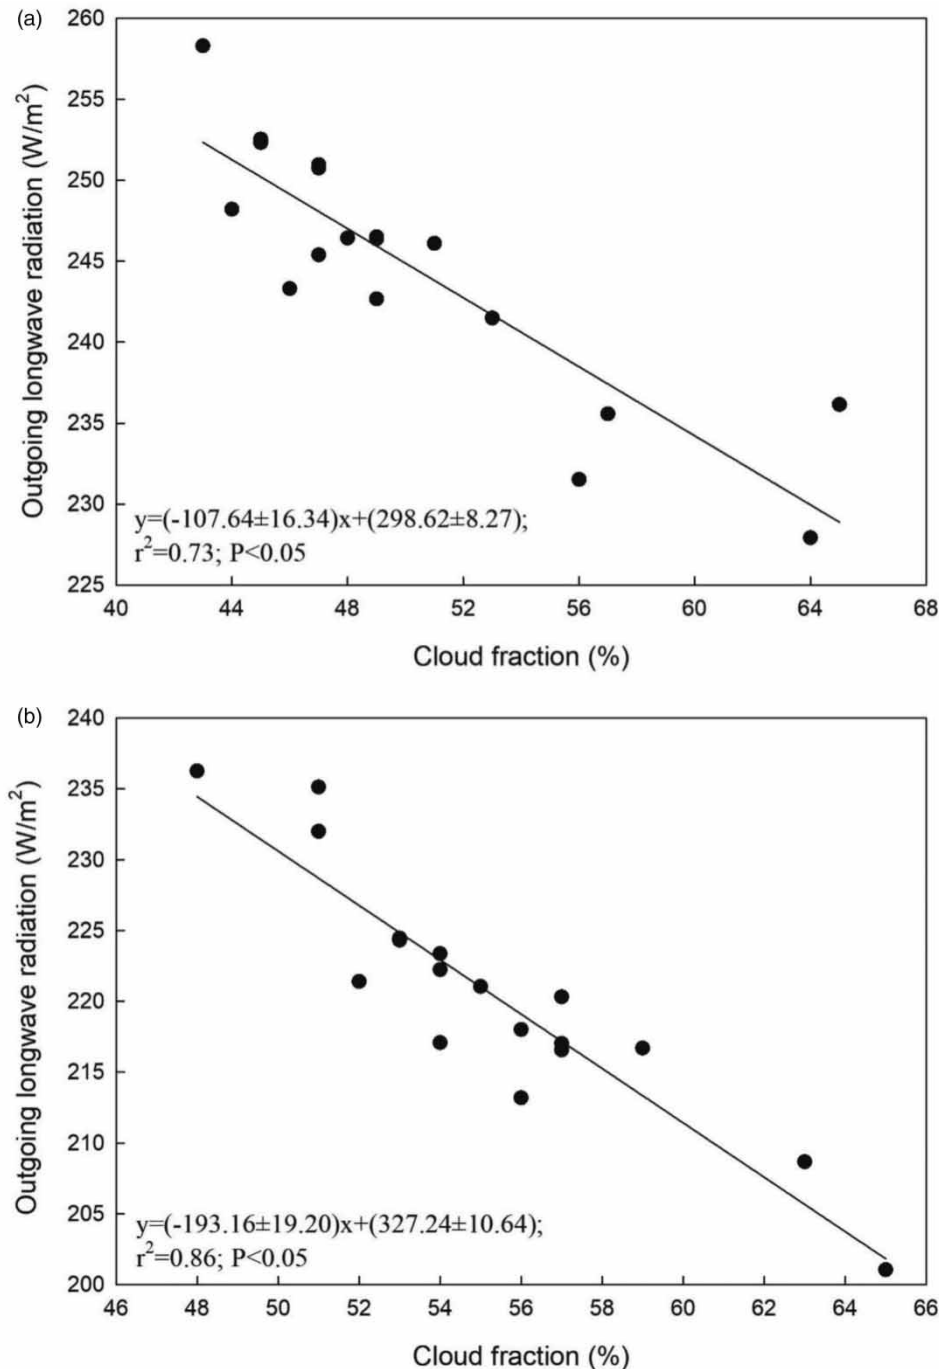 (a)
260
255
250
245
240
235
230
225
Outgoing longwave radiation (W/m²)
y=(-107.64±16.34)x+(298.62±8.27);
r²=0.73; P<0.05
40 44 48 52 56 60 64 68
Cloud fraction (%)
(b)
240
235
230
225
220
215
210
205
200
Outgoing longwave radiation (W/m²)
y=(-193.16±19.20)x+(327.24±10.64);
r²=0.86; P<0.05
46 48 50 52 54 56 58 60 62 64 66
Cloud fraction (%)